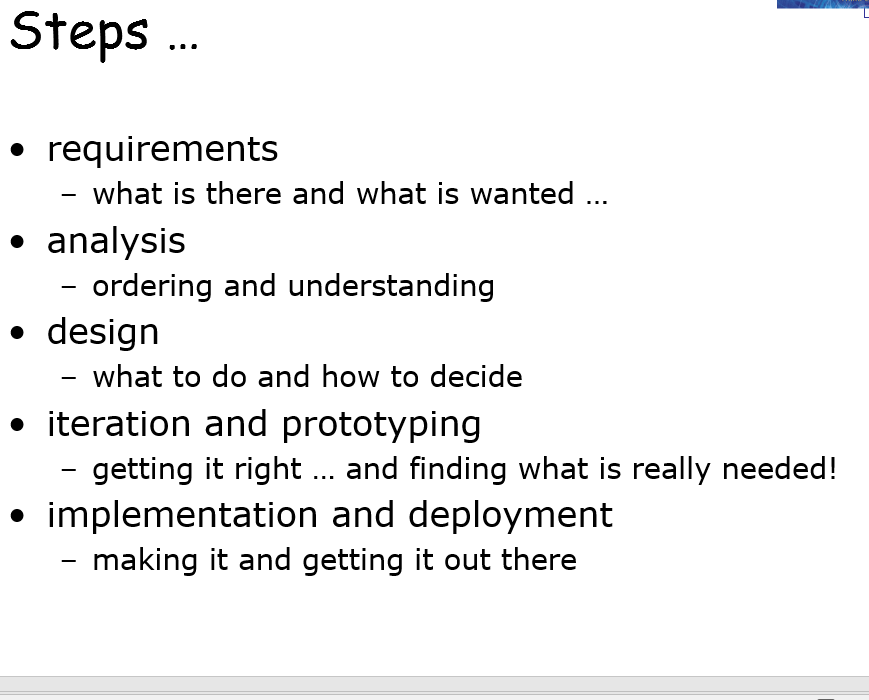 Steps …
• requirements
– what is there and what is wanted …
• analysis
– ordering and understanding
• design
– what to do and how to decide
• iteration and prototyping
– getting it right … and finding what is really needed!
• implementation and deployment
– making it and getting it out there